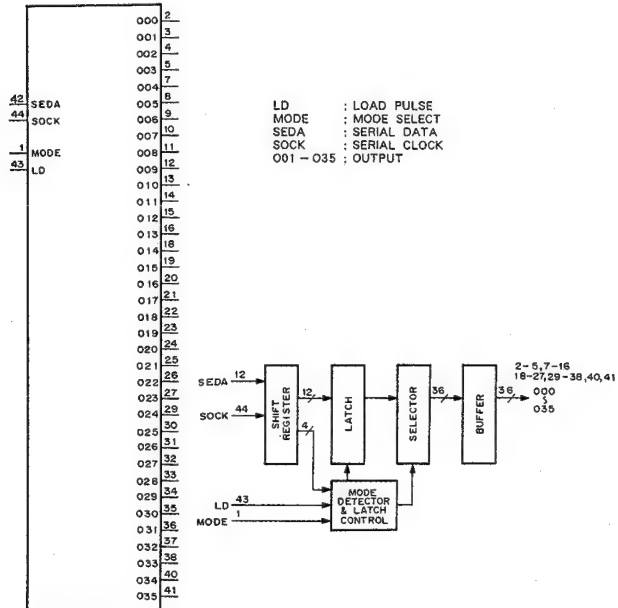 000 2
001 3
002 4
003 5
004 7
005 8
006 9
007 10
008 11
009 12
010 13
011 14
012 15
013 16
014 18
015 19
016 20
017 21
018 22
019 23
020 24
021 25
022 26
023 27
024 29
025 30
026 31
027 32
028 33
029 34
030 35
031 36
032 37
033 38
034 40
035 41
42 SEDA
44 SOCK
1 MODE
43 LD
LD : LOAD PULSE
MODE : MODE SELECT
SEDA : SERIAL DATA
SOCK : SERIAL CLOCK
001 – 035 : OUTPUT
SEDA 12
SOCK 44
SHIFT REGISTER
12
4
LATCH
SELECTOR
36
BUFFER
36
2-5,7-16
18-27,29-38,40,41
000
035
LD 43
MODE 1
MODE
DETECTOR
& LATCH
CONTROL